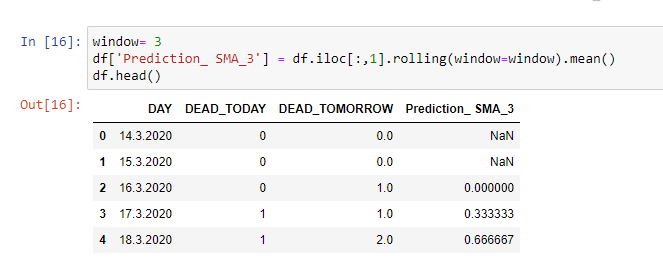 In [16]: window= 3
df['Prediction_ SMA_3'] = df.iloc[:,1].rolling(window=window).mean()
df.head()
Out[16]:
DAY DEAD_TODAY DEAD_TOMORROW Prediction_ SMA_3
0 14.3.2020 0 0.0 NaN
1 15.3.2020 0 0.0 NaN
2 16.3.2020 0 1.0 0.000000
3 17.3.2020 1 1.0 0.333333
4 18.3.2020 1 2.0 0.666667